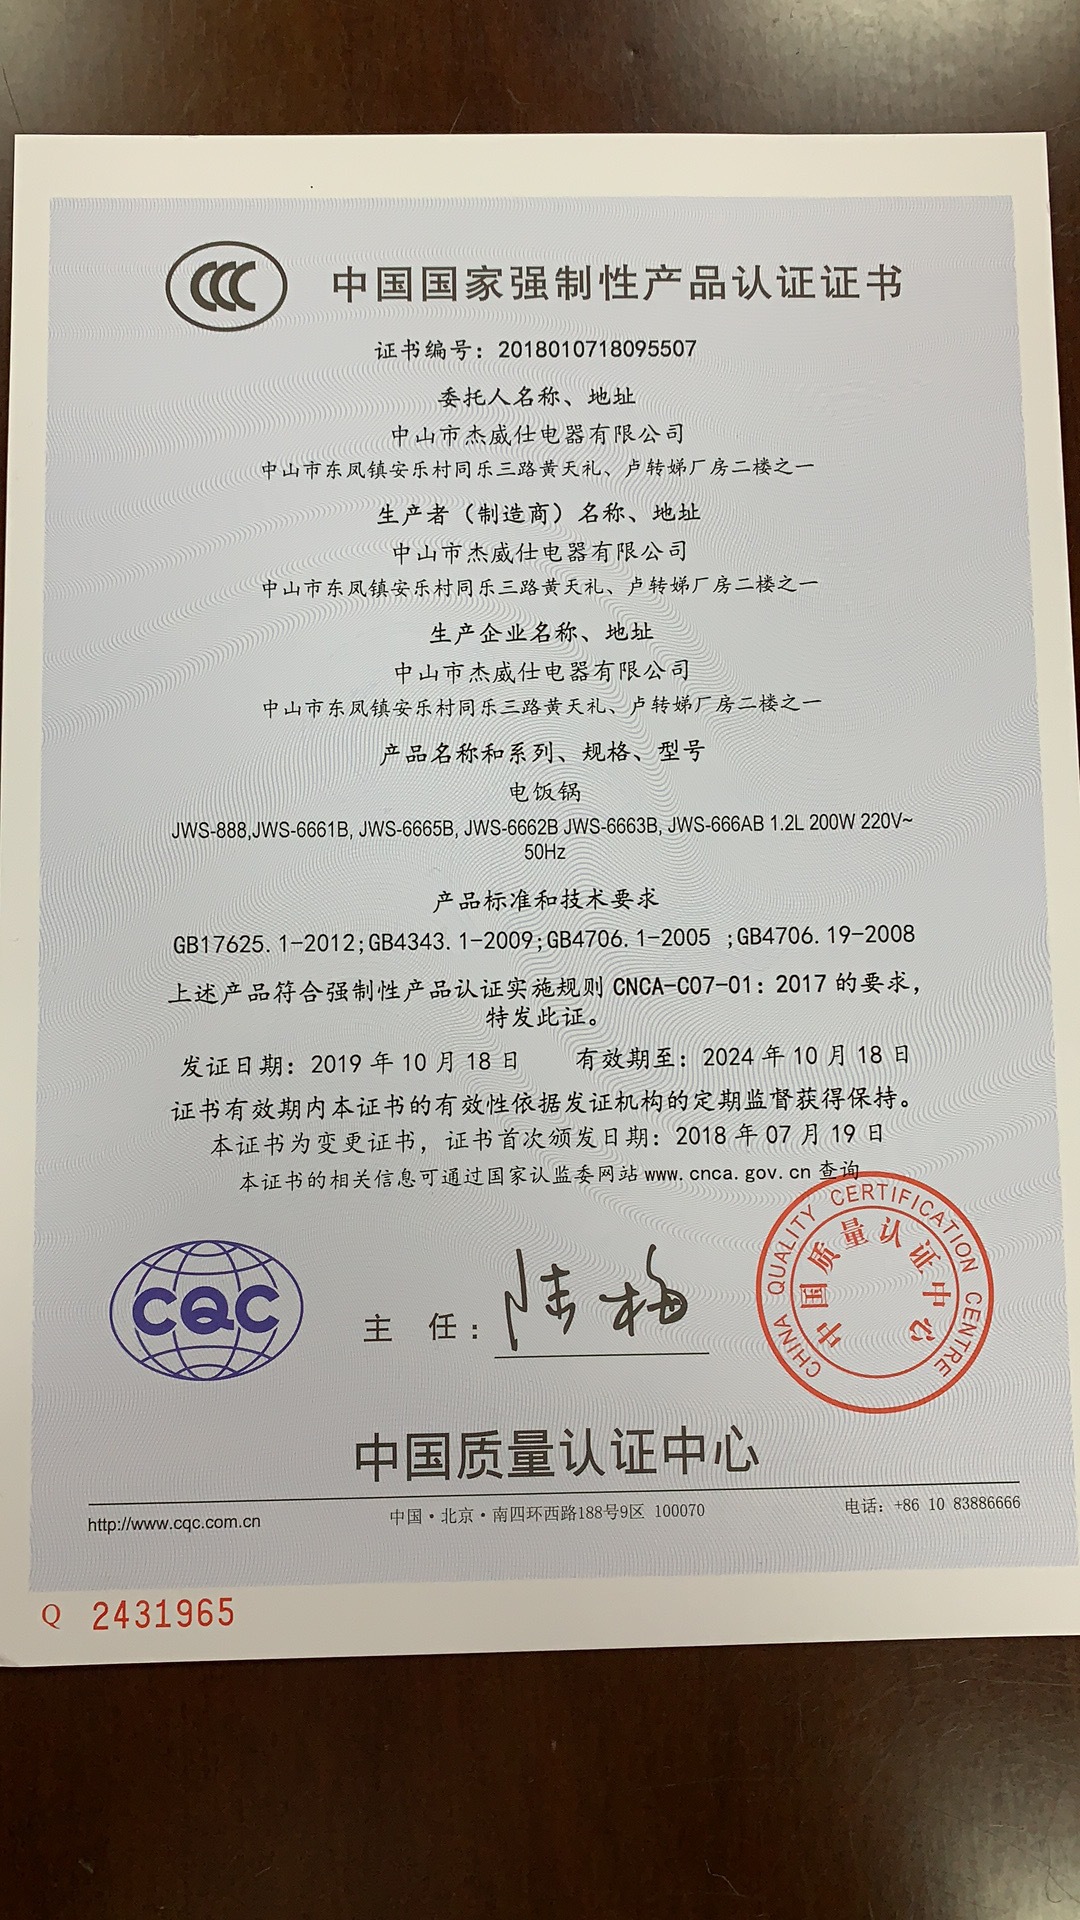 CCC
中国国家强制性产品认证证书
证书编号：2018010718095507
委托人名称、地址
中山市杰威仕电器有限公司
中山市东凤镇安乐村同乐三路黄天礼、卢转娣厂房二楼之一
生产者（制造商）名称、地址
中山市杰威仕电器有限公司
中山市东凤镇安乐村同乐三路黄天礼、卢转娣厂房二楼之一
生产企业名称、地址
中山市杰威仕电器有限公司
中山市东凤镇安乐村同乐三路黄天礼、卢转娣厂房二楼之一
产品名称和系列、规格、型号
电饭锅
JWS-888,JWS-6661B, JWS-6665B, JWS-6662B JWS-6663B, JWS-666AB 1.2L 200W 220V~
50Hz
产品标准和技术要求
GB17625.1-2012;GB4343.1-2009;GB4706.1-2005 ;GB4706.19-2008
上述产品符合强制性产品认证实施规则 CNCA-C07-01：2017 的要求，
特发此证。
发证日期：2019 年 10 月 18 日 有效期至：2024 年 10 月 18 日
证书有效期内本证书的有效性依据发证机构的定期监督获得保持。
本证书为变更证书，证书首次颁发日期：2018 年 07 月 19 日
本证书的相关信息可通过国家认监委网站 www.cnca.gov.cn 查询
CQC
主 任：陆梅
CHINA QUALITY CERTIFICATION CENTRE
中国质量认证中心
中国质量认证中心
http://www.cqc.com.cn 中国·北京·南四环西路188号9区 100070 电话：+86 10 83886666
Q 2431965